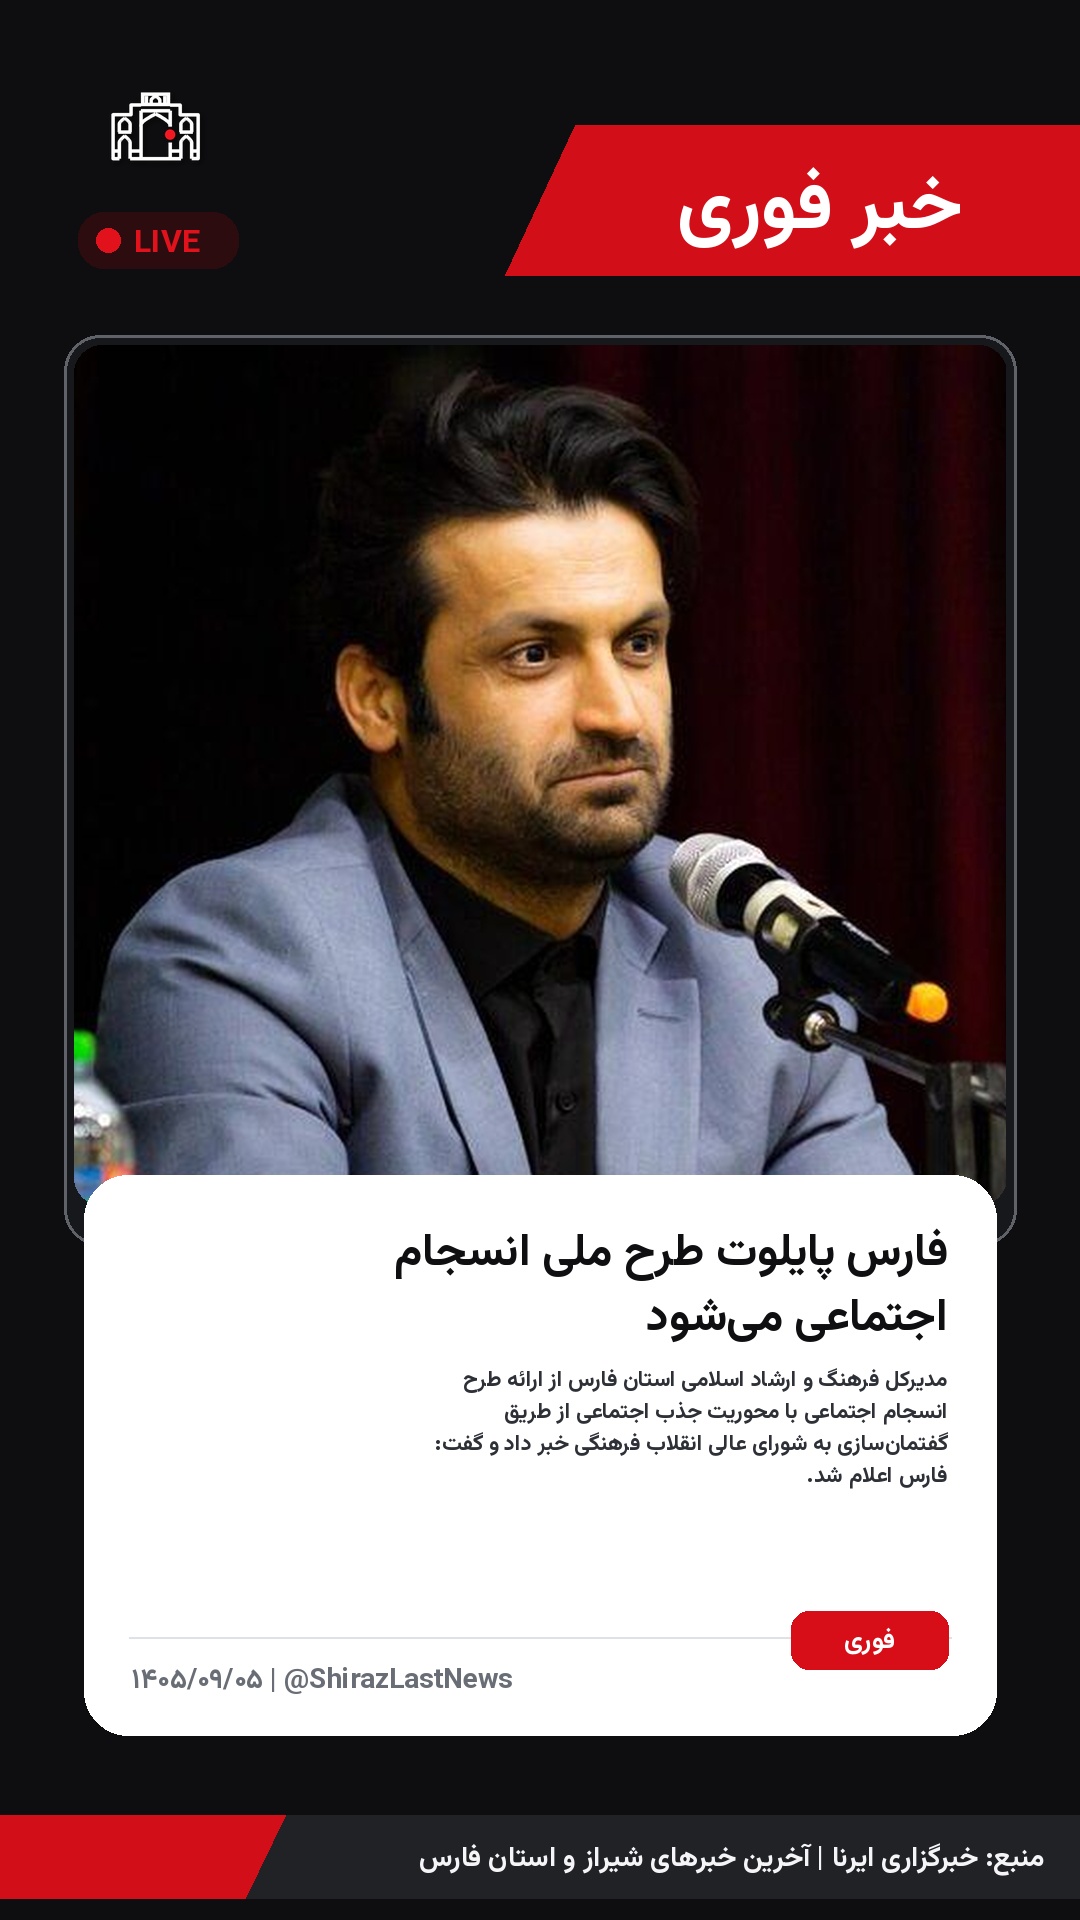 خبر فوری
LIVE
فارس پایلوت طرح ملی انسجام
اجتماعی می‌شود
مدیرکل فرهنگ و ارشاد اسلامی استان فارس از ارائه طرح
انسجام اجتماعی با محوریت جذب اجتماعی از طریق
گفتمان‌سازی به شورای عالی انقلاب فرهنگی خبر داد و گفت:
فارس اعلام شد.
فوری
۱۴۰۵/۰۹/۰۵ | @ShirazLastNews
منبع: خبرگزاری ایرنا | آخرین خبرهای شیراز و استان فارس